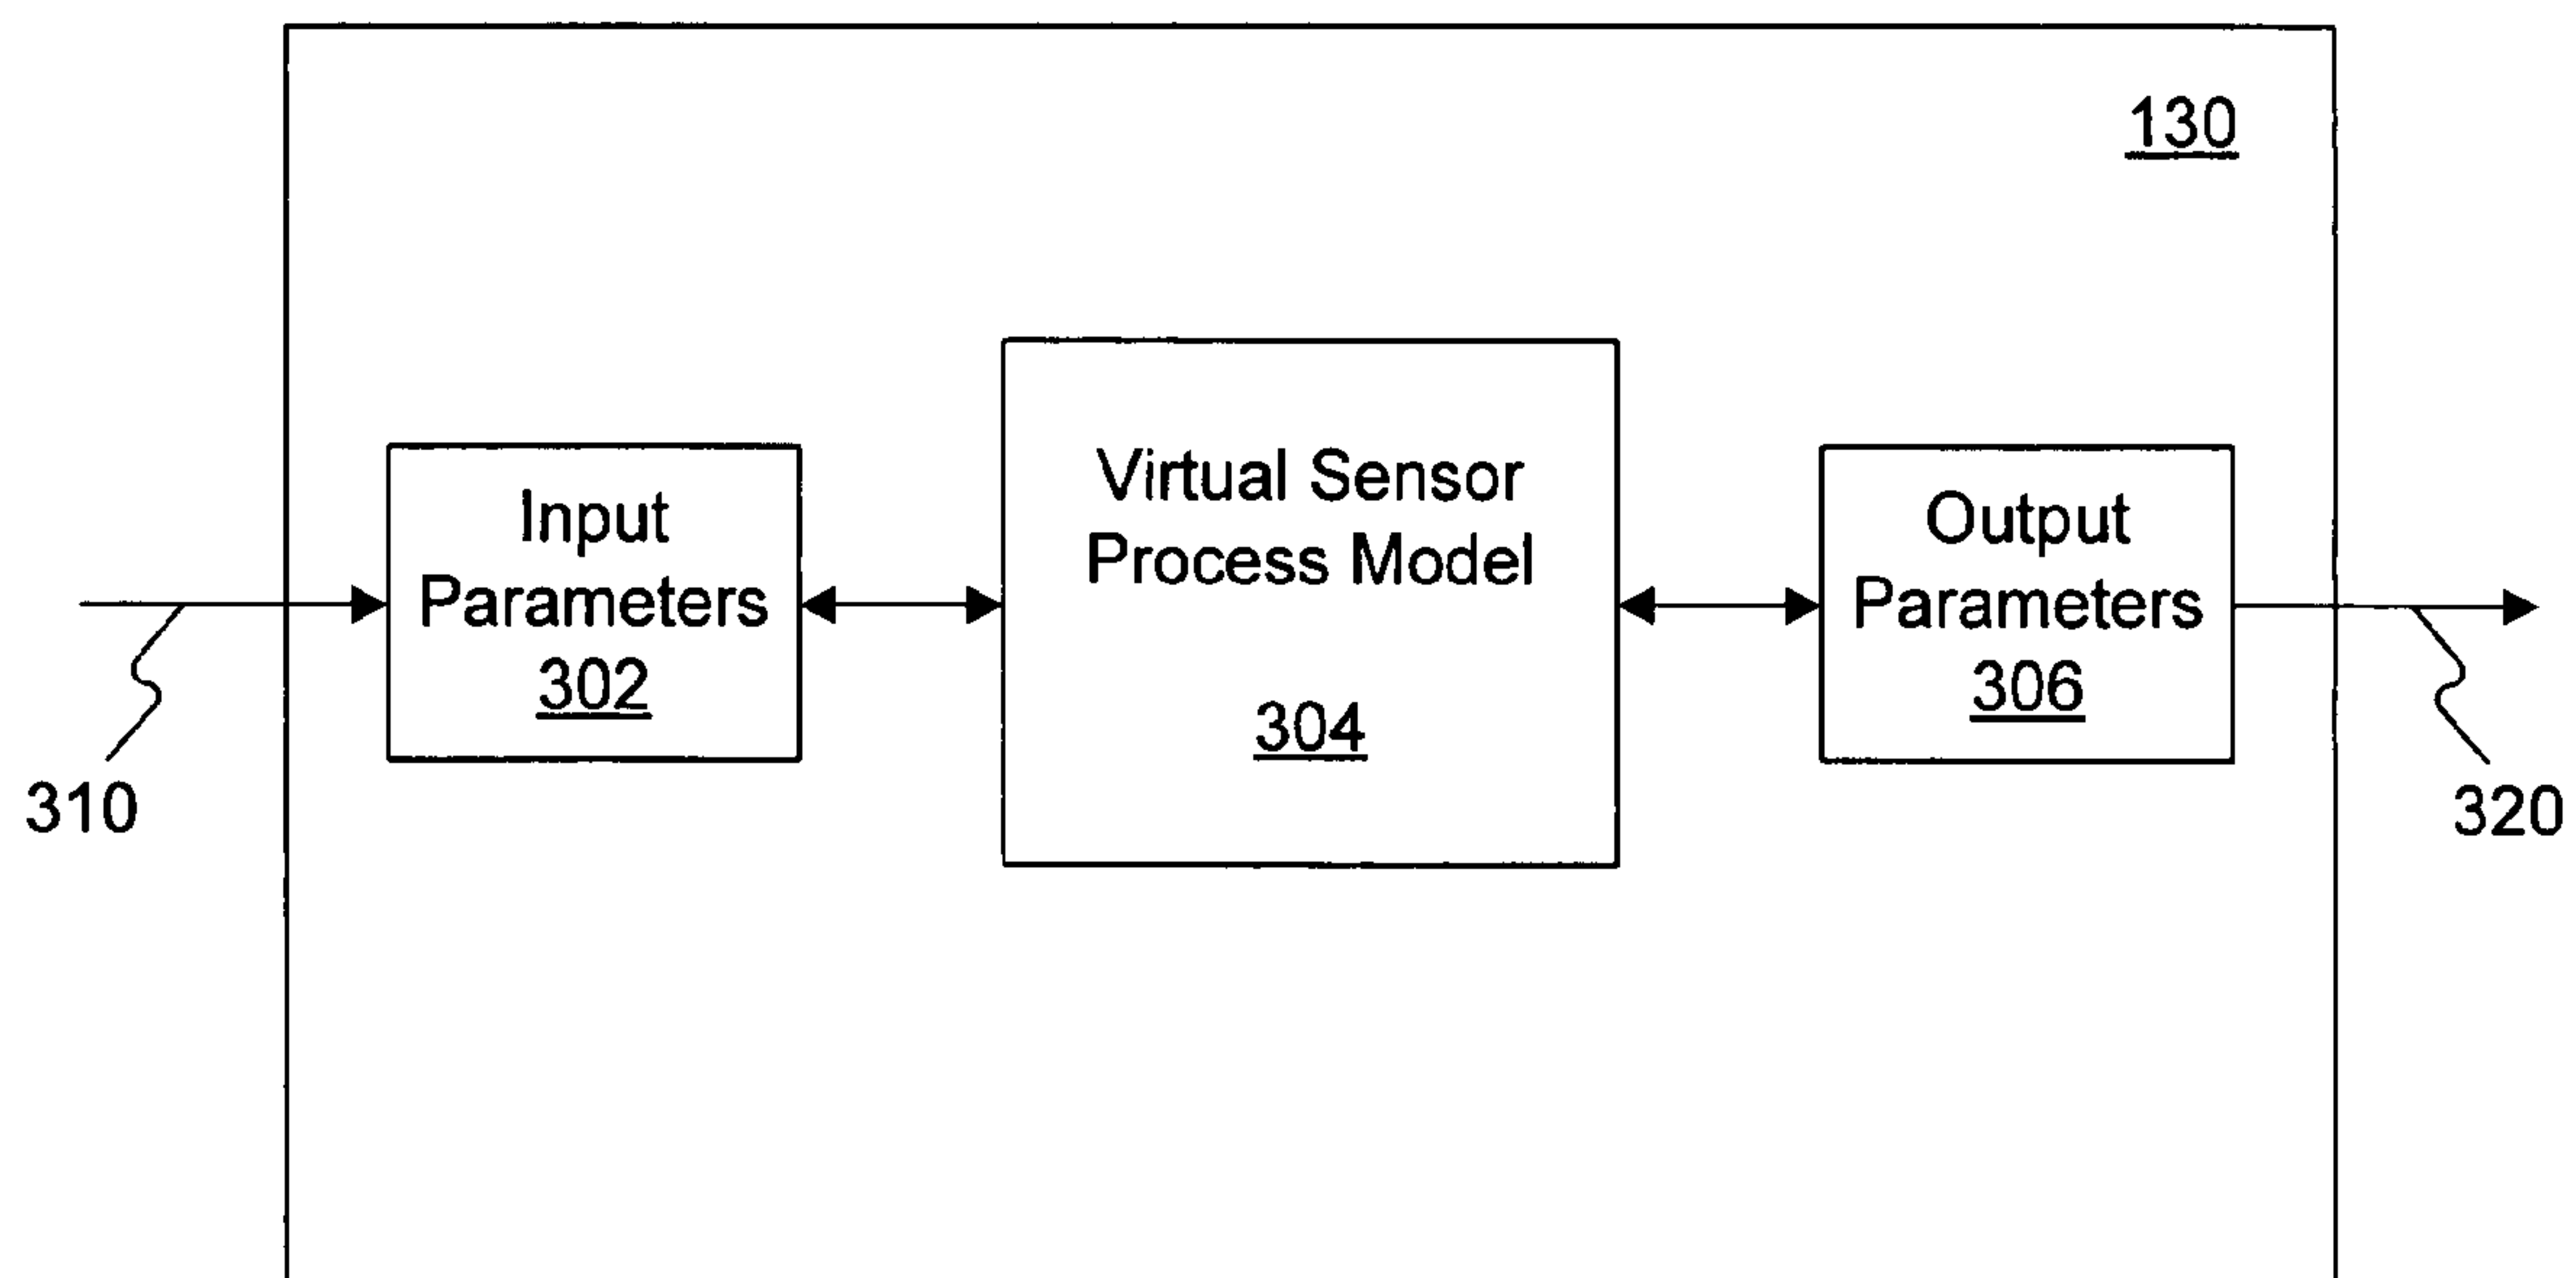 130
Input
Parameters
302
Virtual Sensor
Process Model
304
Output
Parameters
306
310
320